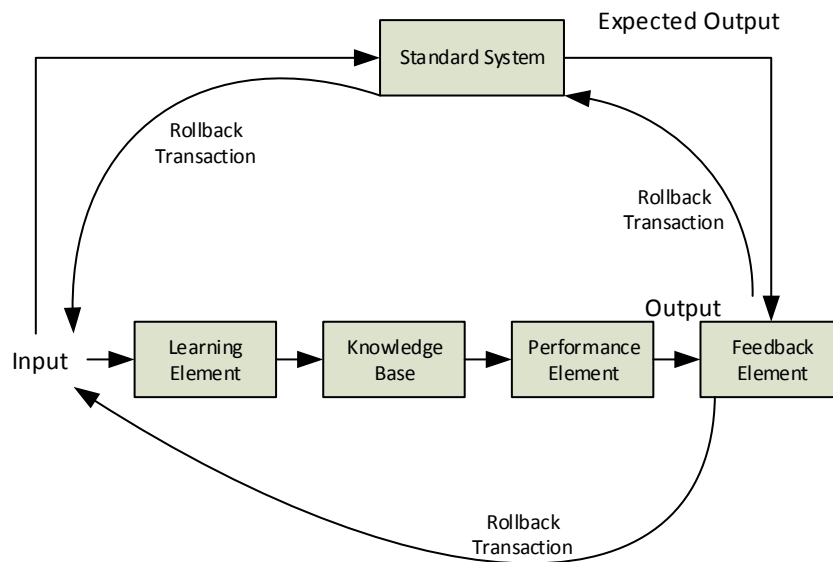 Expected Output
Standard System
Rollback
Transaction
Rollback
Transaction
Output
Input
Learning
Element
Knowledge
Base
Performance
Element
Feedback
Element
Rollback
Transaction